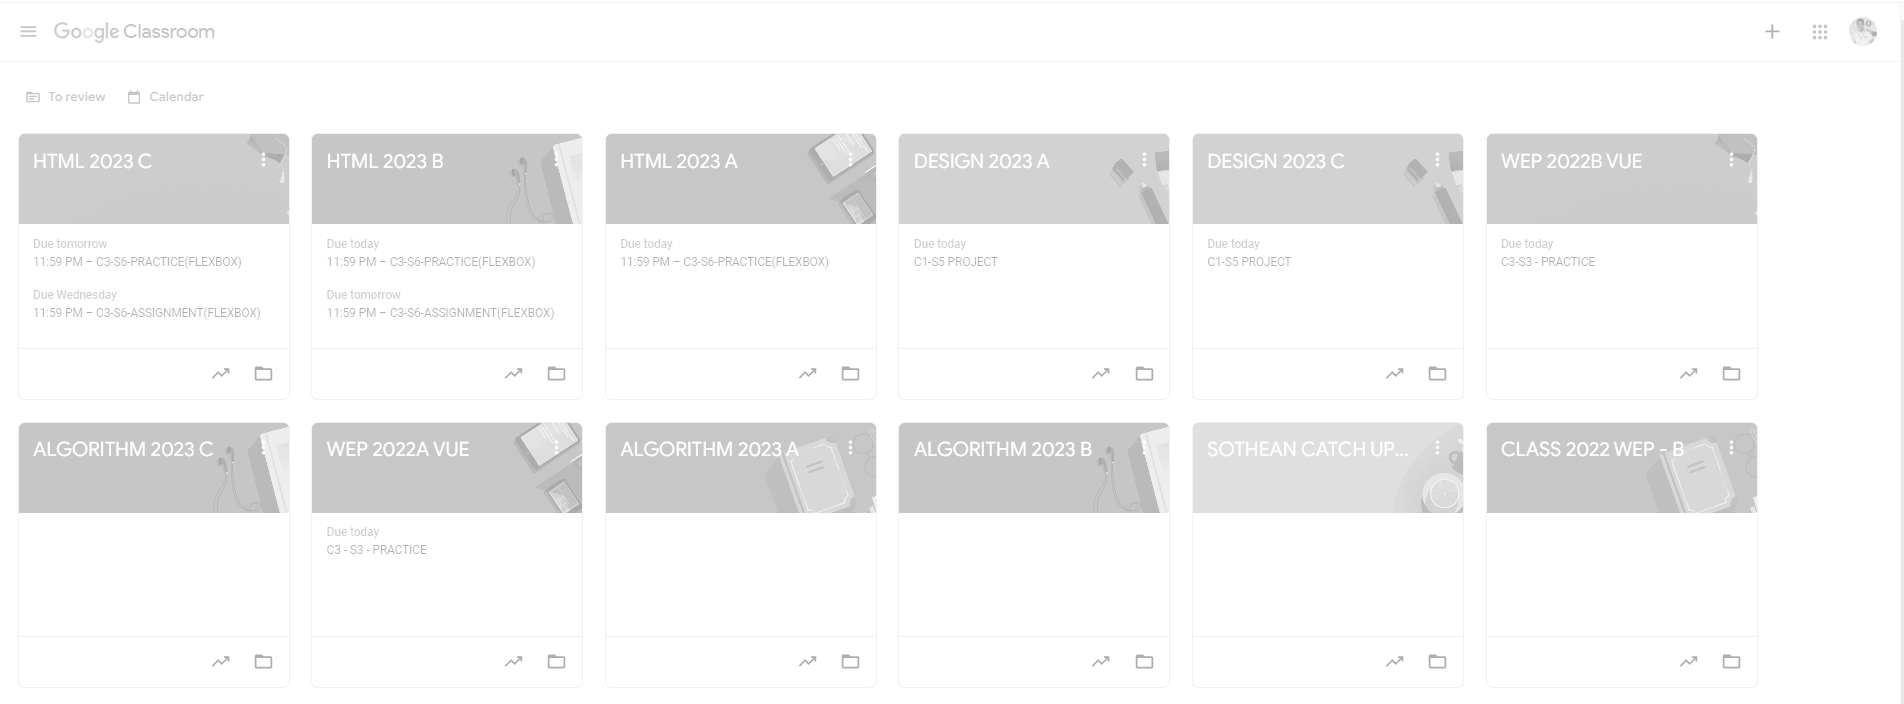 Google Classroom
To review
Calendar
HTML 2023 C
Due tomorrow
11:59 PM – C3-S6-PRACTICE(FLEXBOX)
Due Wednesday
11:59 PM – C3-S6-ASSIGNMENT(FLEXBOX)
HTML 2023 B
Due today
11:59 PM – C3-S6-PRACTICE(FLEXBOX)
Due tomorrow
11:59 PM – C3-S6-ASSIGNMENT(FLEXBOX)
HTML 2023 A
Due today
11:59 PM – C3-S6-PRACTICE(FLEXBOX)
DESIGN 2023 A
Due today
C1-S5 PROJECT
DESIGN 2023 C
Due today
C1-S5 PROJECT
WEP 2022B VUE
Due today
C3-S3 - PRACTICE
ALGORITHM 2023 C
WEP 2022A VUE
Due today
C3 - S3 - PRACTICE
ALGORITHM 2023 A
ALGORITHM 2023 B
SOTHEAN CATCH UP...
CLASS 2022 WEP - B